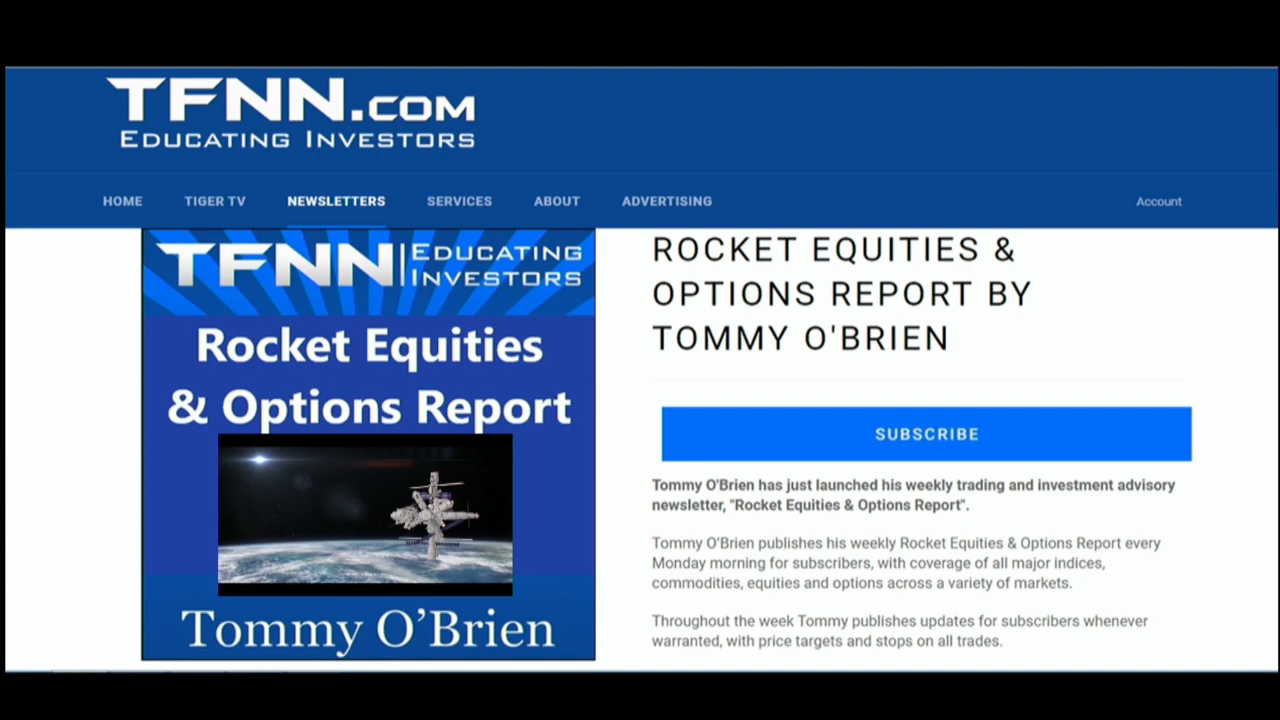 TFNN.COM
EDUCATING INVESTORS
HOME TIGER TV NEWSLETTERS SERVICES ABOUT ADVERTISING Account
TFNN | EDUCATING INVESTORS
Rocket Equities
& Options Report
Tommy O’Brien
ROCKET EQUITIES &
OPTIONS REPORT BY
TOMMY O'BRIEN
SUBSCRIBE
Tommy O'Brien has just launched his weekly trading and investment advisory
newsletter, "Rocket Equities & Options Report".
Tommy O'Brien publishes his weekly Rocket Equities & Options Report every
Monday morning for subscribers, with coverage of all major indices,
commodities, equities and options across a variety of markets.
Throughout the week Tommy publishes updates for subscribers whenever
warranted, with price targets and stops on all trades.